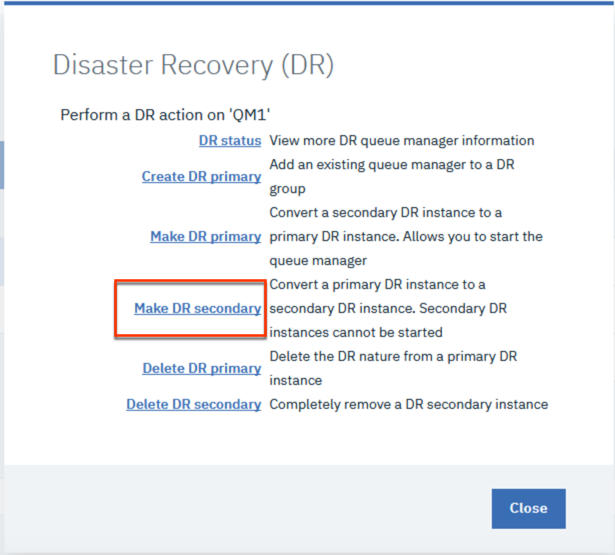 Disaster Recovery (DR)
Perform a DR action on 'QM1'
DR status View more DR queue manager information
Create DR primary Add an existing queue manager to a DR
group
Make DR primary Convert a secondary DR instance to a
primary DR instance. Allows you to start the
queue manager
Make DR secondary Convert a primary DR instance to a
secondary DR instance. Secondary DR
instances cannot be started
Delete DR primary Delete the DR nature from a primary DR
instance
Delete DR secondary Completely remove a DR secondary instance
Close